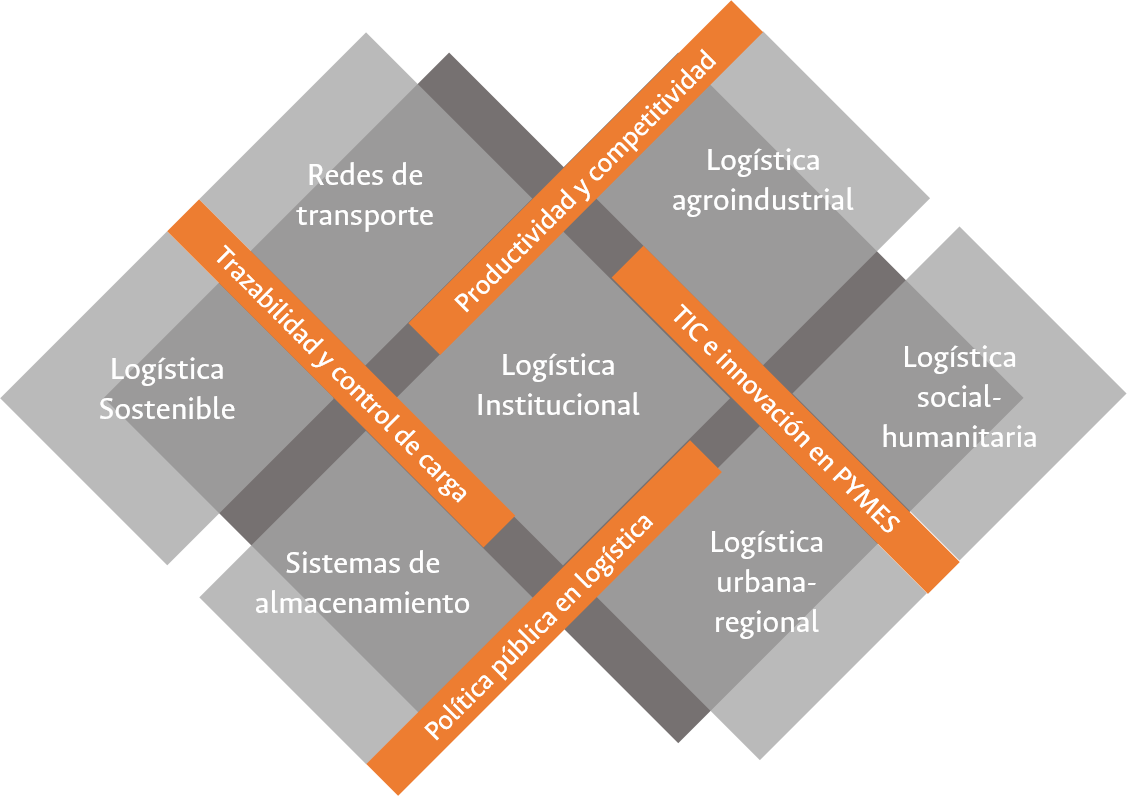 Productividad y competitividad
Redes de
transporte
Logística
agroindustrial
Trazabilidad y control de carga
TIC e innovación en PYMES
Logística
Sostenible
Logística
Institucional
Logística
social-
humanitaria
Sistemas de
almacenamiento
Política pública en logística
Logística
urbana-
regional